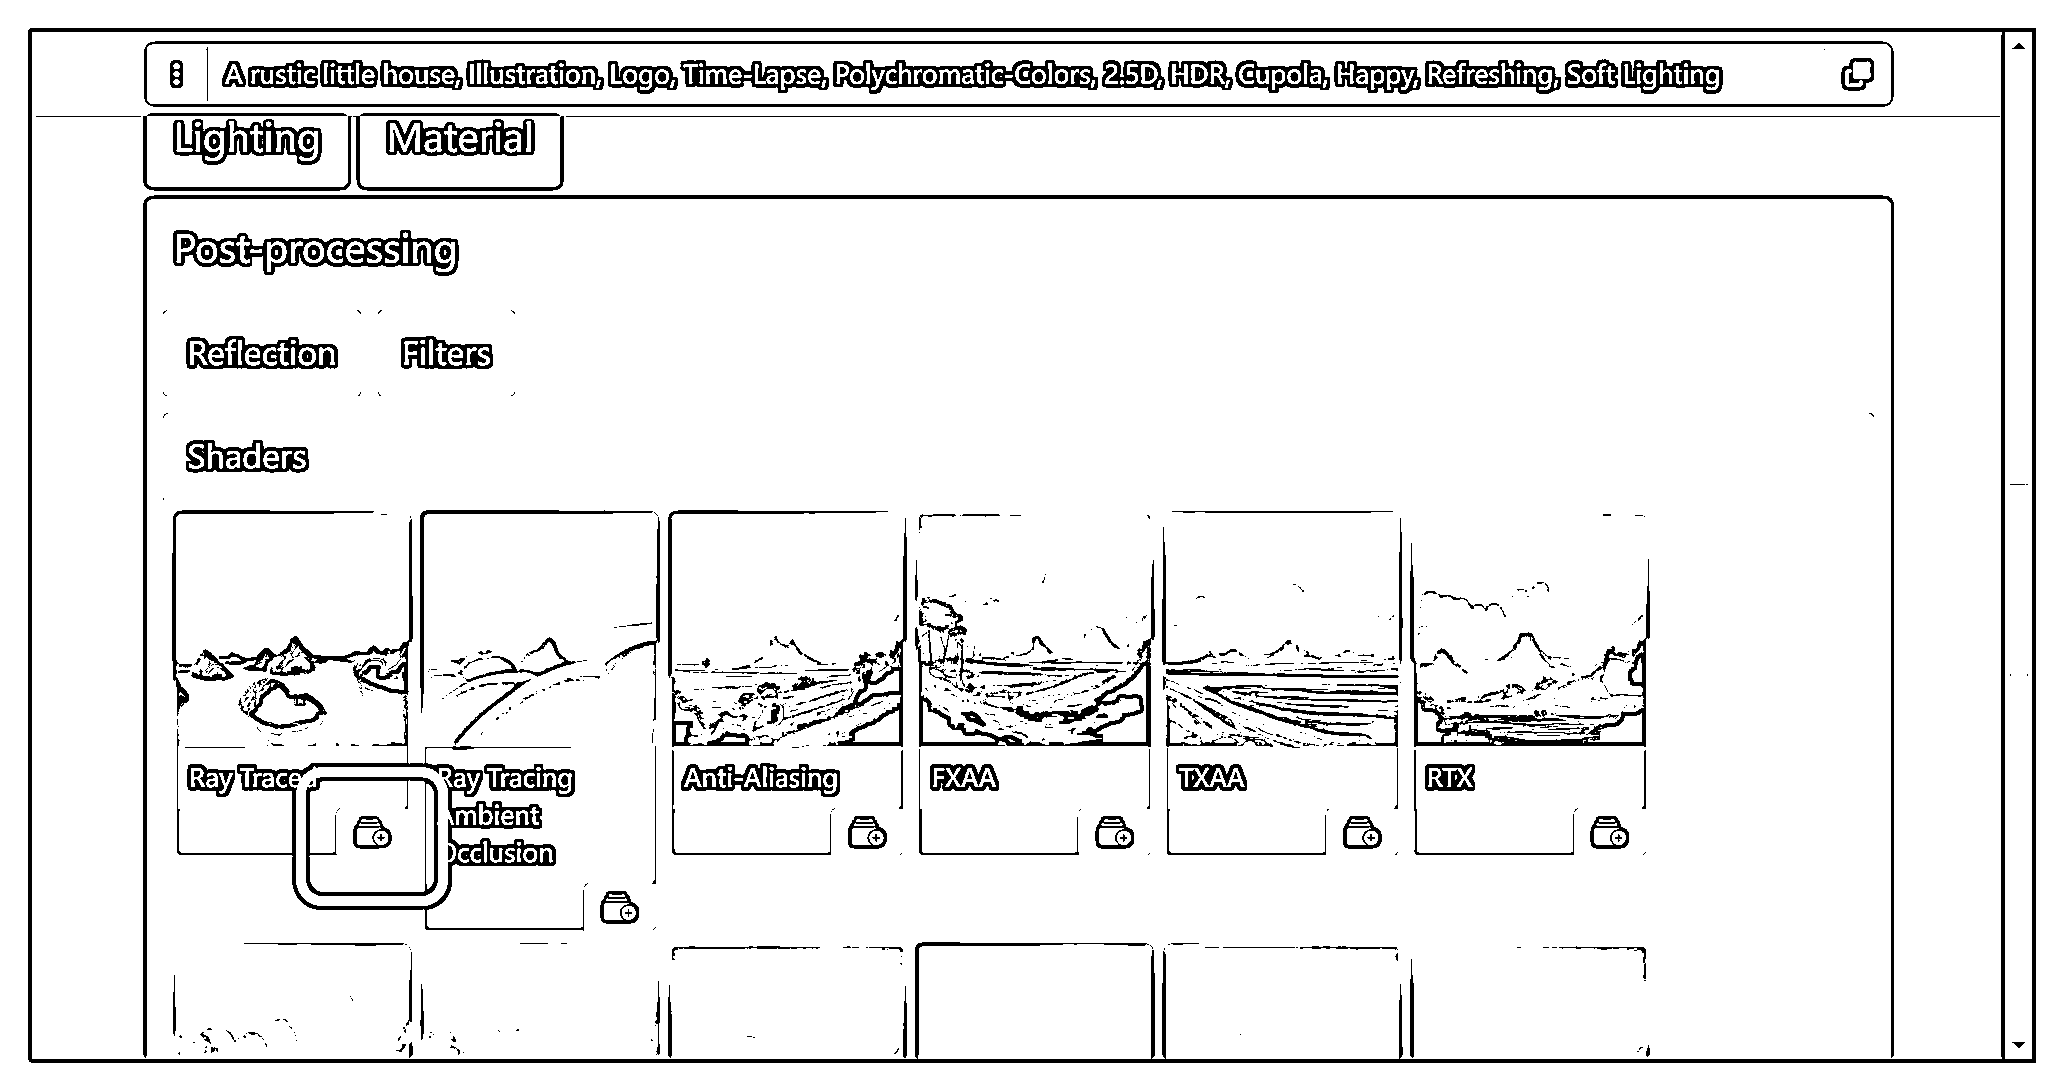 A rustic little house, Illustration, Logo, Time-Lapse, Polychromatic-Colors, 2.5D, HDR, Cupola, Happy, Refreshing, Soft Lighting
Lighting
Material
Post-processing
Reflection
Filters
Shaders
Ray Traced
Ray Tracing
Ambient
Occlusion
Anti-Aliasing
FXAA
TXAA
RTX